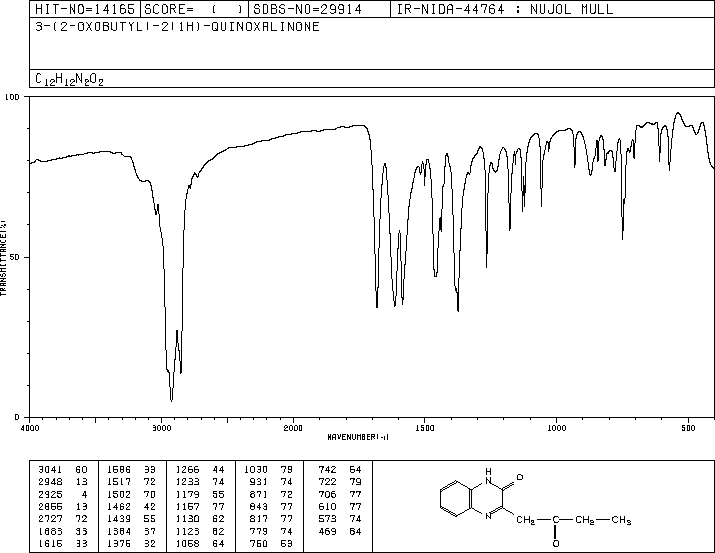 HIT-NO=14165 SCORE= ( ) SDBS-NO=29914 IR-NIDA-44764 : NUJOL MULL
3-(2-OXOBUTYL)-2(1H)-QUINOXALINONE
C12H12N2O2
100
50
0
TRANSMITTANCE(%)
4000 3000 2000 1500 1000 500
WAVENUMBER(-1)
3041 60 1586 33 1266 44 1030 79 742 64
2948 13 1517 72 1233 74 931 74 722 79
2925 4 1502 70 1179 55 871 72 706 77
2855 13 1462 42 1157 77 843 77 610 77
2727 72 1439 55 1130 62 817 77 573 74
1683 33 1384 37 1123 62 779 74 469 84
1615 33 1376 32 1058 64 750 53
H
N O
N CH2 C CH2 CH3
O